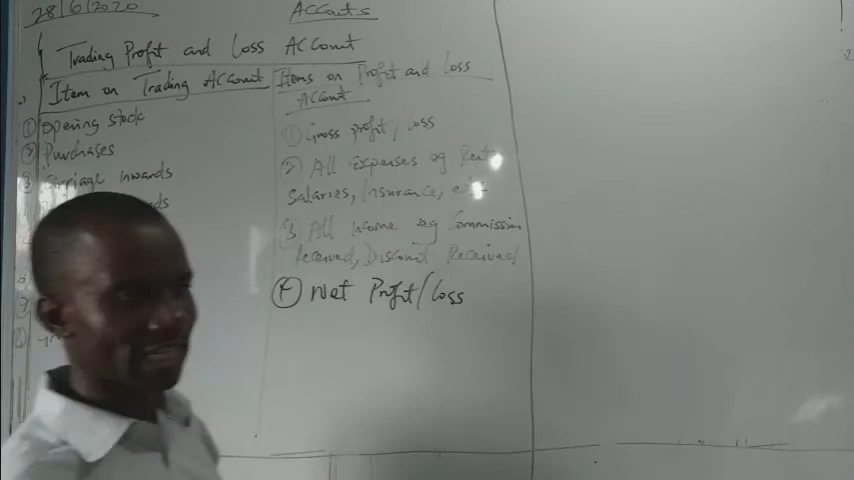 28/6/2020
Accounts
Trading Profit and Loss Account
Item on Trading Account
① Opening stock
② Purchases
③ Carriage Inwards
Items on Profit and Loss
Account
① Gross profit/loss
② All Expenses eg Rent
Salaries, Insurance, etc
③ All Income eg Commission
received, Discount Received
④ Net Profit/Loss